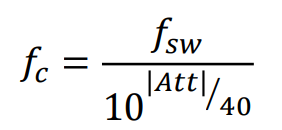 f_c = f_sw / 10^(|Att|/40)